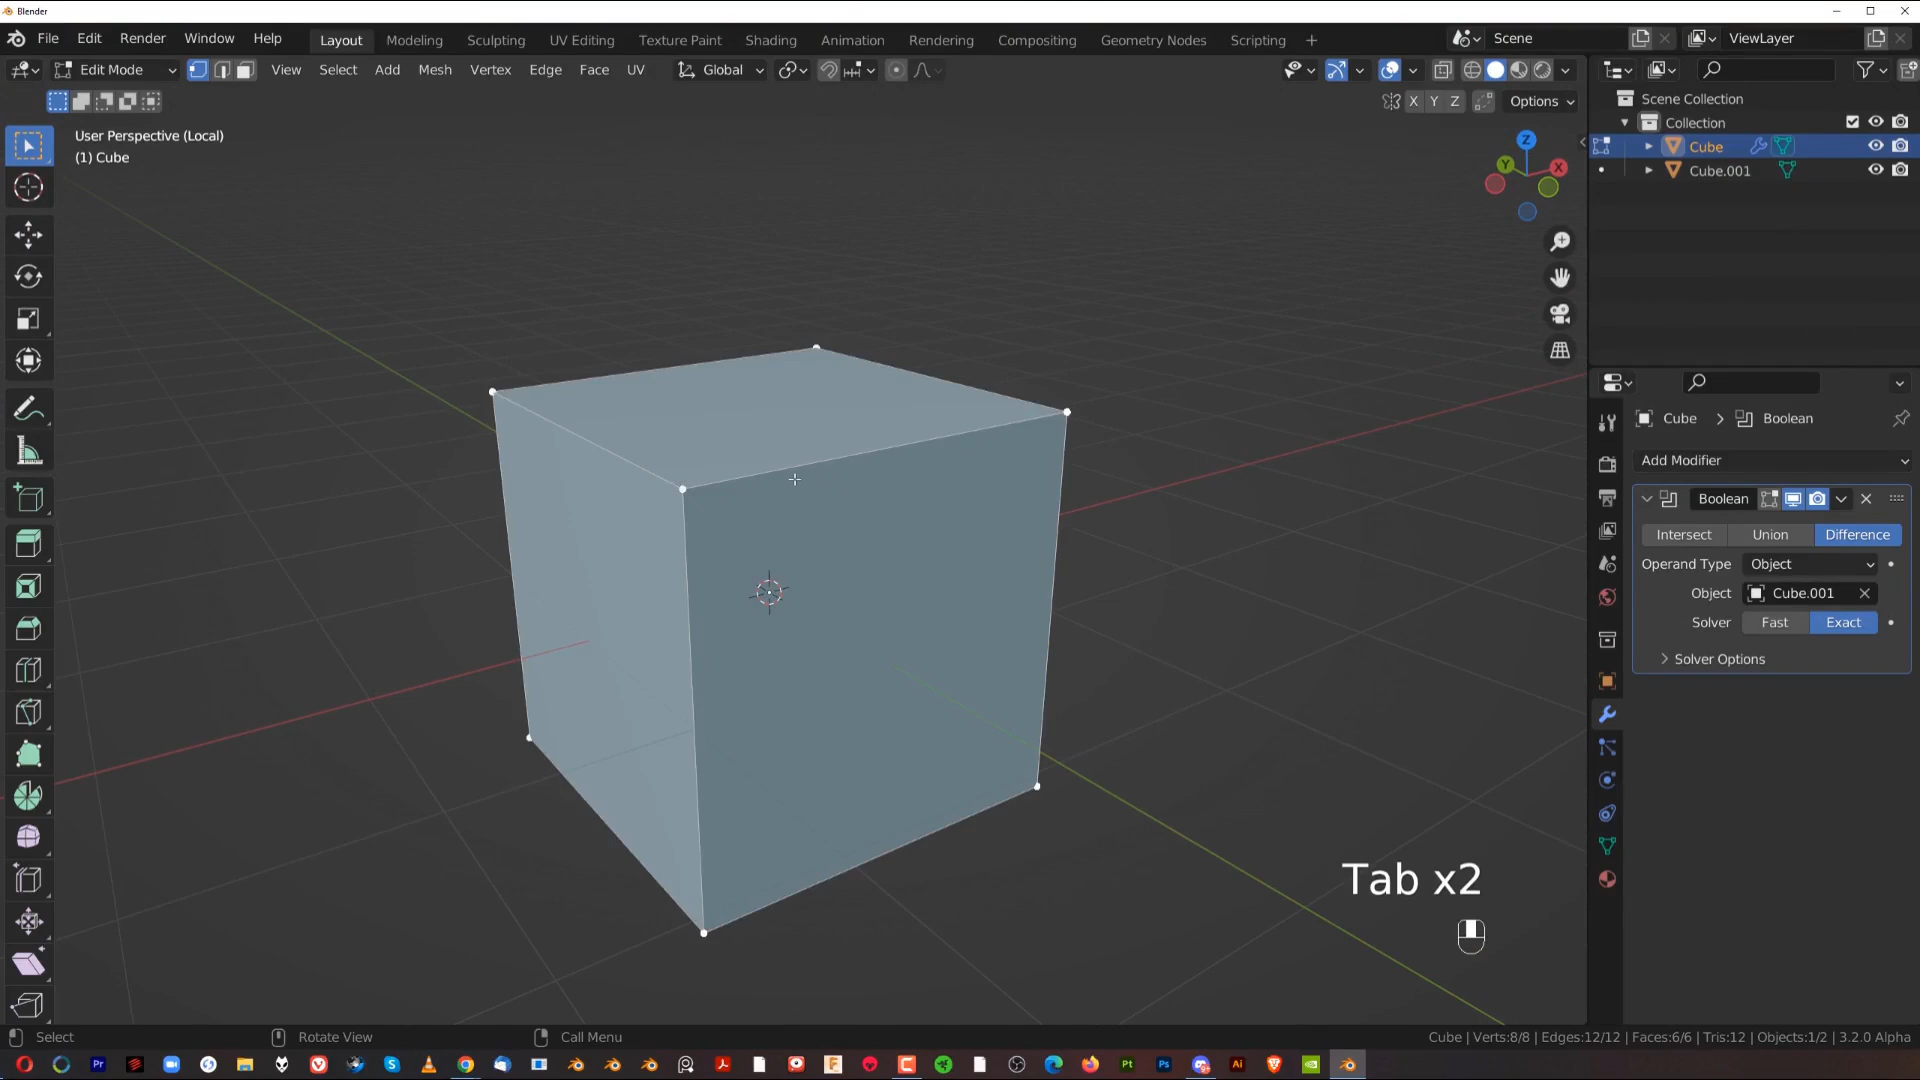 Blender
File Edit Render Window Help
Layout Modeling Sculpting UV Editing Texture Paint Shading Animation Rendering Compositing Geometry Nodes Scripting +
Scene
ViewLayer
Edit Mode
View Select Add Mesh Vertex Edge Face UV
Global
X Y Z
Options
User Perspective (Local)
(1) Cube
Z
Y
X
Scene Collection
Collection
Cube
Cube.001
Cube > Boolean
Add Modifier
Boolean
Intersect Union Difference
Operand Type Object
Object Cube.001
Solver Fast Exact
Solver Options
Tab x2
Select
Rotate View
Call Menu
Cube | Verts:8/8 | Edges:12/12 | Faces:6/6 | Tris:12 | Objects:1/2 | 3.2.0 Alpha
Pr
S
F
Pt
Ps
Ai